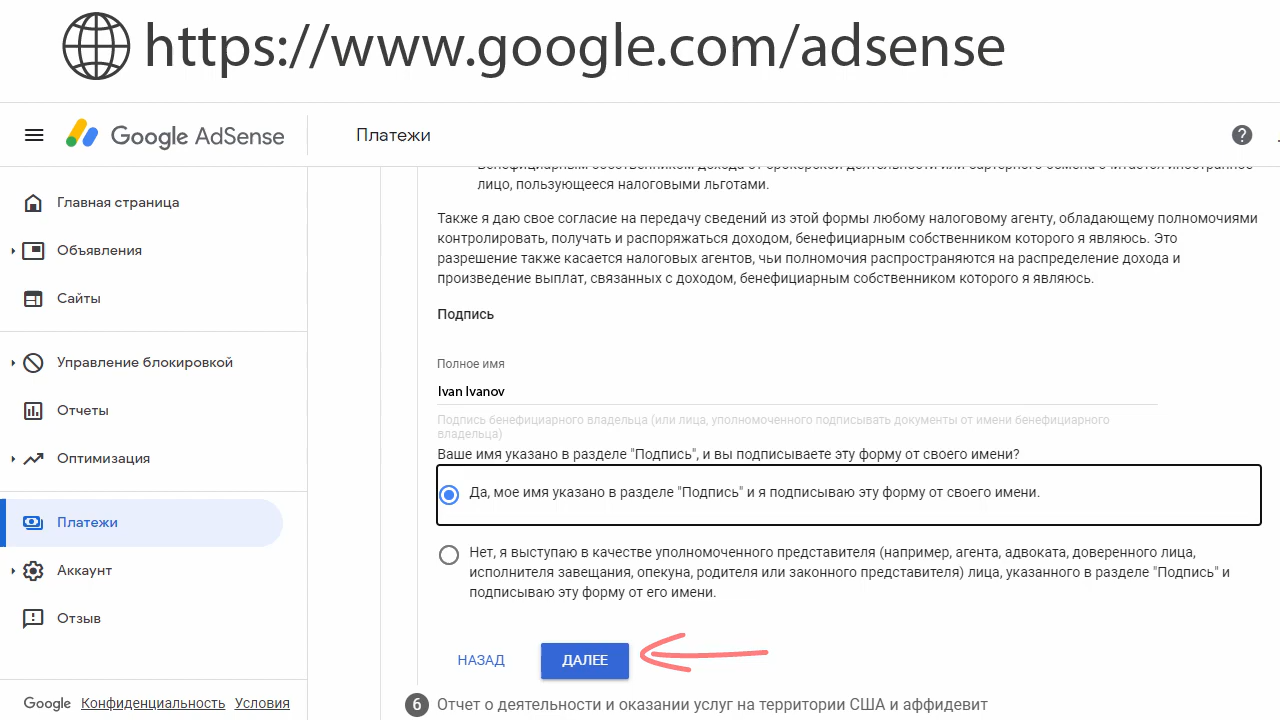 https://www.google.com/adsense
Google AdSense
Платежи
Главная страница
Объявления
Сайты
Управление блокировкой
Отчеты
Оптимизация
Платежи
Аккаунт
Отзыв
Google Конфиденциальность Условия
лицо, пользующееся налоговыми льготами.
Также я даю свое согласие на передачу сведений из этой формы любому налоговому агенту, обладающему полномочиями
контролировать, получать и распоряжаться доходом, бенефициарным собственником которого я являюсь. Это
разрешение также касается налоговых агентов, чьи полномочия распространяются на распределение дохода и
произведение выплат, связанных с доходом, бенефициарным собственником которого я являюсь.
Подпись
Полное имя
Ivan Ivanov
Подпись бенефициарного владельца (или лица, уполномоченного подписывать документы от имени бенефициарного
владельца)
Ваше имя указано в разделе "Подпись", и вы подписываете эту форму от своего имени?
Да, мое имя указано в разделе "Подпись" и я подписываю эту форму от своего имени.
Нет, я выступаю в качестве уполномоченного представителя (например, агента, адвоката, доверенного лица,
исполнителя завещания, опекуна, родителя или законного представителя) лица, указанного в разделе "Подпись" и
подписываю эту форму от его имени.
НАЗАД ДАЛЕЕ
6 Отчет о деятельности и оказании услуг на территории США и аффидевит